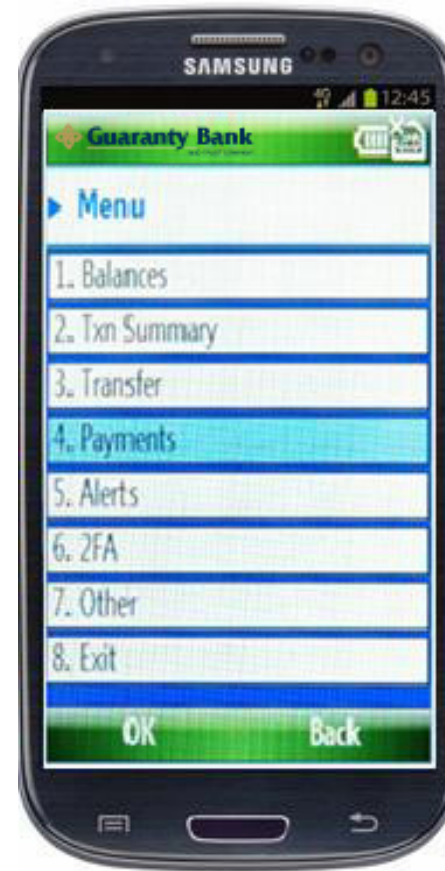 SAMSUNG
12:45
Guaranty Bank
Menu
1. Balances
2. Txn Summary
3. Transfer
4. Payments
5. Alerts
6. 2FA
7. Other
8. Exit
OK Back